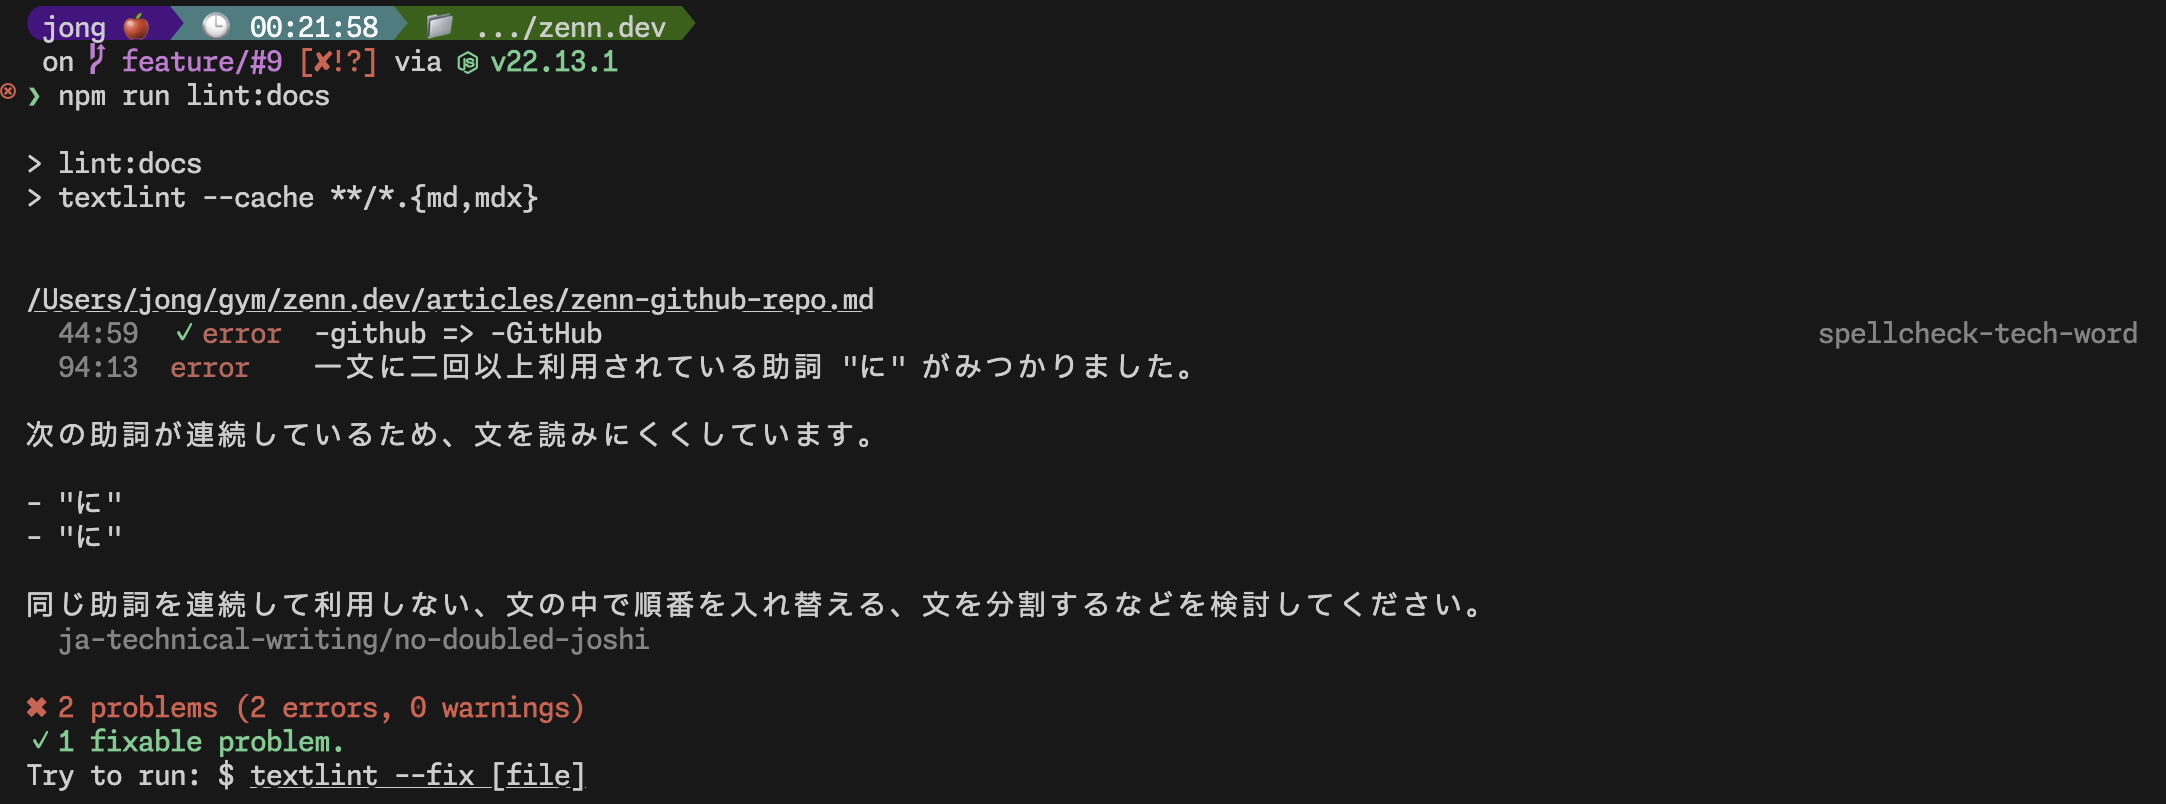 jong 🍎 🕒 00:21:58 📁 .../zenn.dev
on feature/#9 [✘!?] via v22.13.1
❯ npm run lint:docs
> lint:docs
> textlint --cache **/*.{md,mdx}
/Users/jong/gym/zenn.dev/articles/zenn-github-repo.md
44:59 ✓ error -github => -GitHub spellcheck-tech-word
94:13 error 一文に二回以上利用されている助詞 "に" がみつかりました。
次の助詞が連続しているため、文を読みにくくしています。
- "に"
- "に"
同じ助詞を連続して利用しない、文の中で順番を入れ替える、文を分割するなどを検討してください。
ja-technical-writing/no-doubled-joshi
✖ 2 problems (2 errors, 0 warnings)
✓ 1 fixable problem.
Try to run: $ textlint --fix [file]